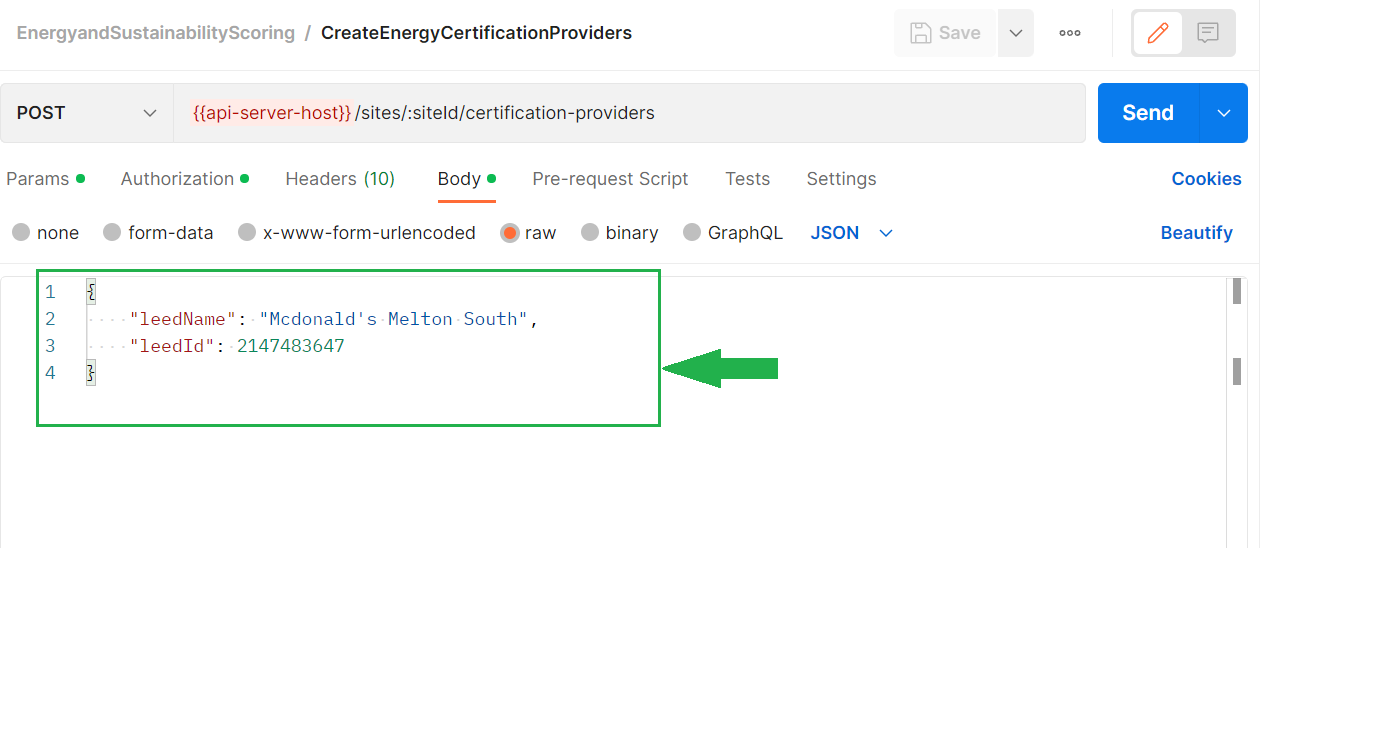 EnergyandSustainabilityScoring / CreateEnergyCertificationProviders Save
POST {{api-server-host}}/sites/:siteId/certification-providers Send
Params Authorization Headers (10) Body Pre-request Script Tests Settings Cookies
none form-data x-www-form-urlencoded raw binary GraphQL JSON Beautify
1 {
2 "leedName": "Mcdonald's Melton South",
3 "leedId": 2147483647
4 }